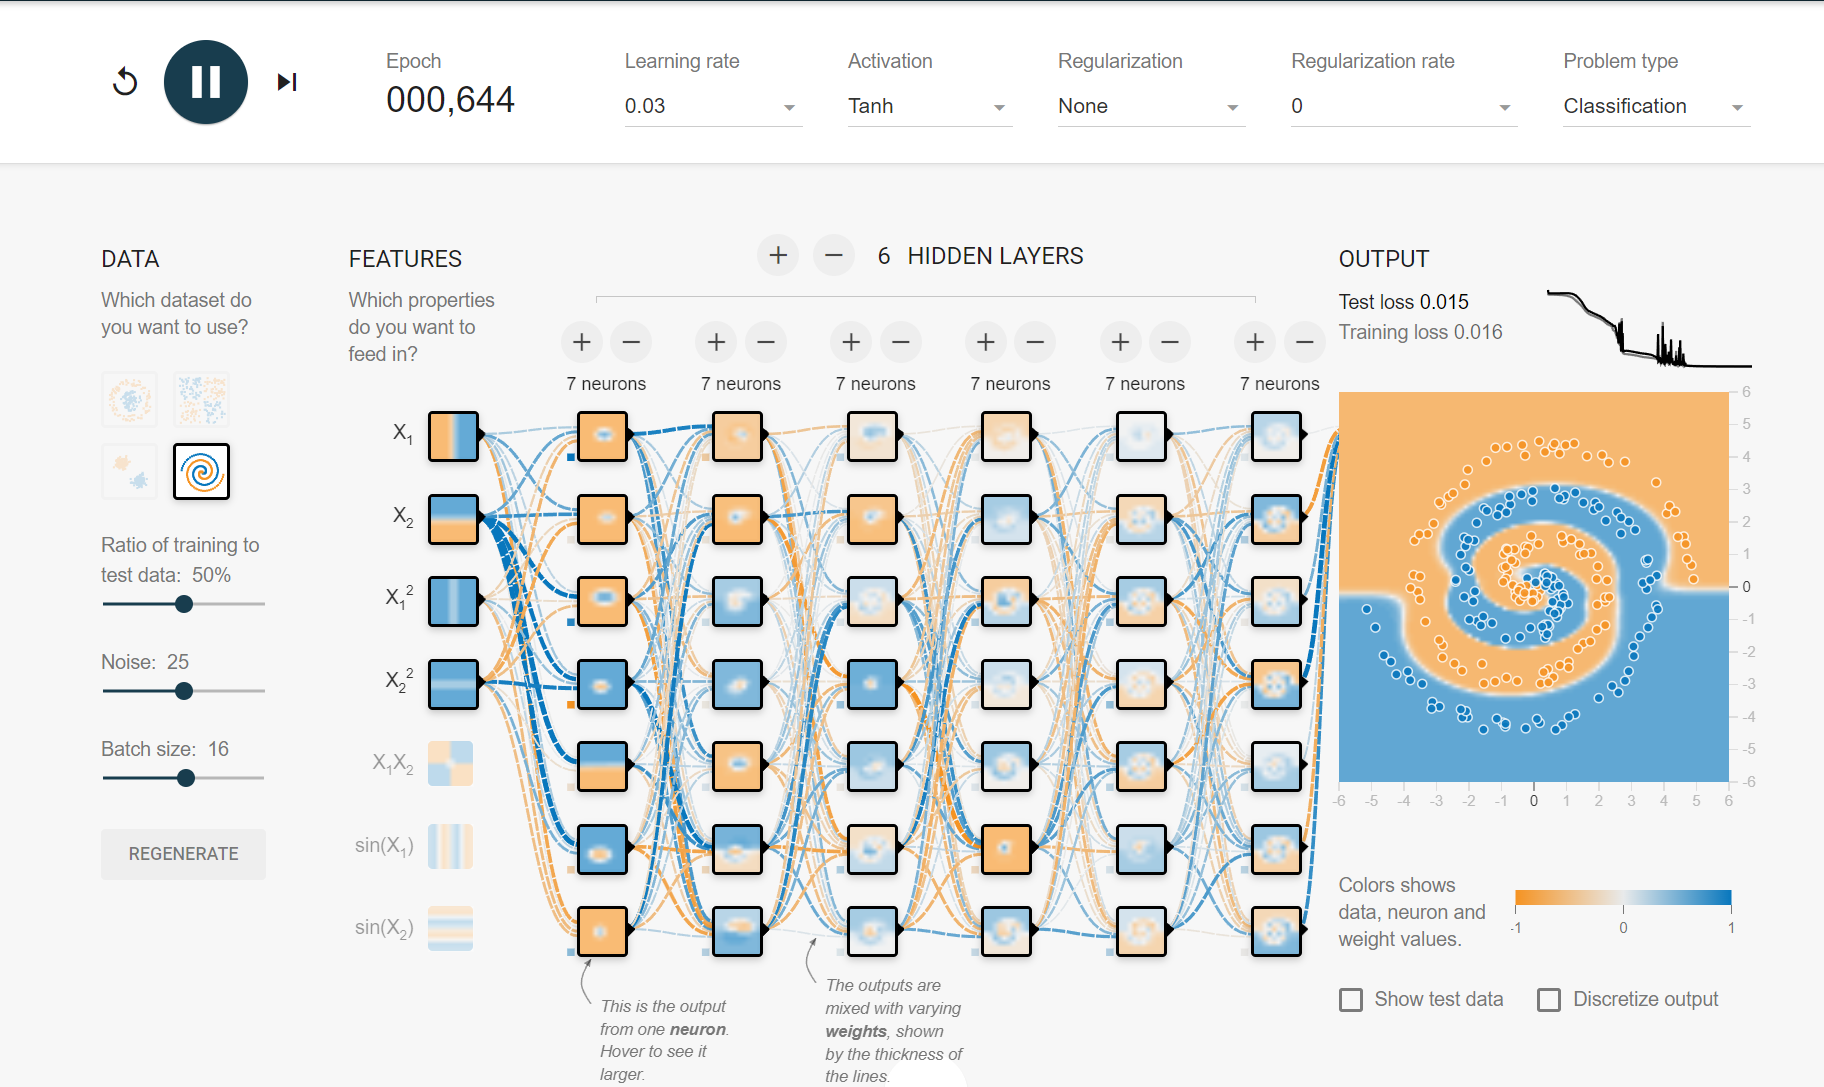 Epoch
000,644
Learning rate
0.03
Activation
Tanh
Regularization
None
Regularization rate
0
Problem type
Classification
DATA
Which dataset do
you want to use?
Ratio of training to
test data: 50%
Noise: 25
Batch size: 16
REGENERATE
FEATURES
Which properties
do you want to
feed in?
X₁
X₂
X₁²
X₂²
X₁X₂
sin(X₁)
sin(X₂)
+ − 6 HIDDEN LAYERS
+ − + − + − + − + − + −
7 neurons 7 neurons 7 neurons 7 neurons 7 neurons 7 neurons
This is the output
from one neuron.
Hover to see it
larger.
The outputs are
mixed with varying
weights, shown
by the thickness of
the lines.
OUTPUT
Test loss 0.015
Training loss 0.016
6
5
4
3
2
1
0
-1
-2
-3
-4
-5
-6
-6 -5 -4 -3 -2 -1 0 1 2 3 4 5 6
Colors shows
data, neuron and
weight values.
-1 0 1
Show test data
Discretize output